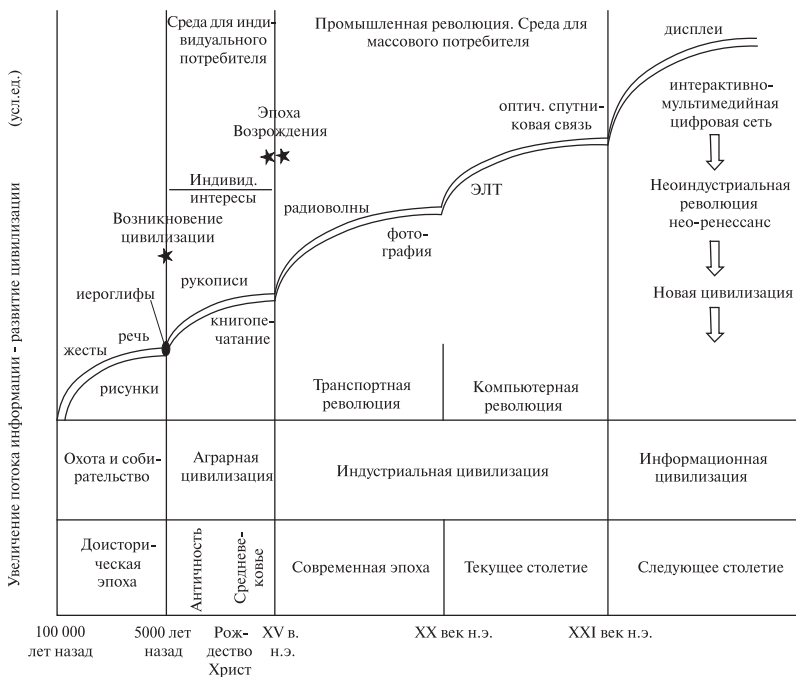 Увеличение потока информации - развитие цивилизации (усл.ед.)
Среда для инди-
видуального
потребителя
Промышленная революция. Среда для
массового потребителя
дисплеи
интерактивно-
мультимедийная
цифровая сеть
Неоиндустриальная
революция
нео-ренессанс
Новая цивилизация
оптич. спутни-
ковая связь
ЭЛТ
Эпоха
Возрождения
Индивид.
интересы
радиоволны
фото-
графия
Возникновение
цивилизации
рукописи
книгопе-
чатание
иероглифы
речь
жесты
рисунки
Транспортная
революция
Компьютерная
революция
Охота и соби-
рательство
Аграрная
цивилизация
Индустриальная цивилизация
Информационная
цивилизация
Доистори-
ческая
эпоха
Античность
Средневе-
ковье
Современная эпоха
Текущее столетие
Следующее столетие
100 000
лет назад
5000 лет
назад
Рож-
дество
Христ
XV в.
н.э.
XX век н.э.
XXI век н.э.